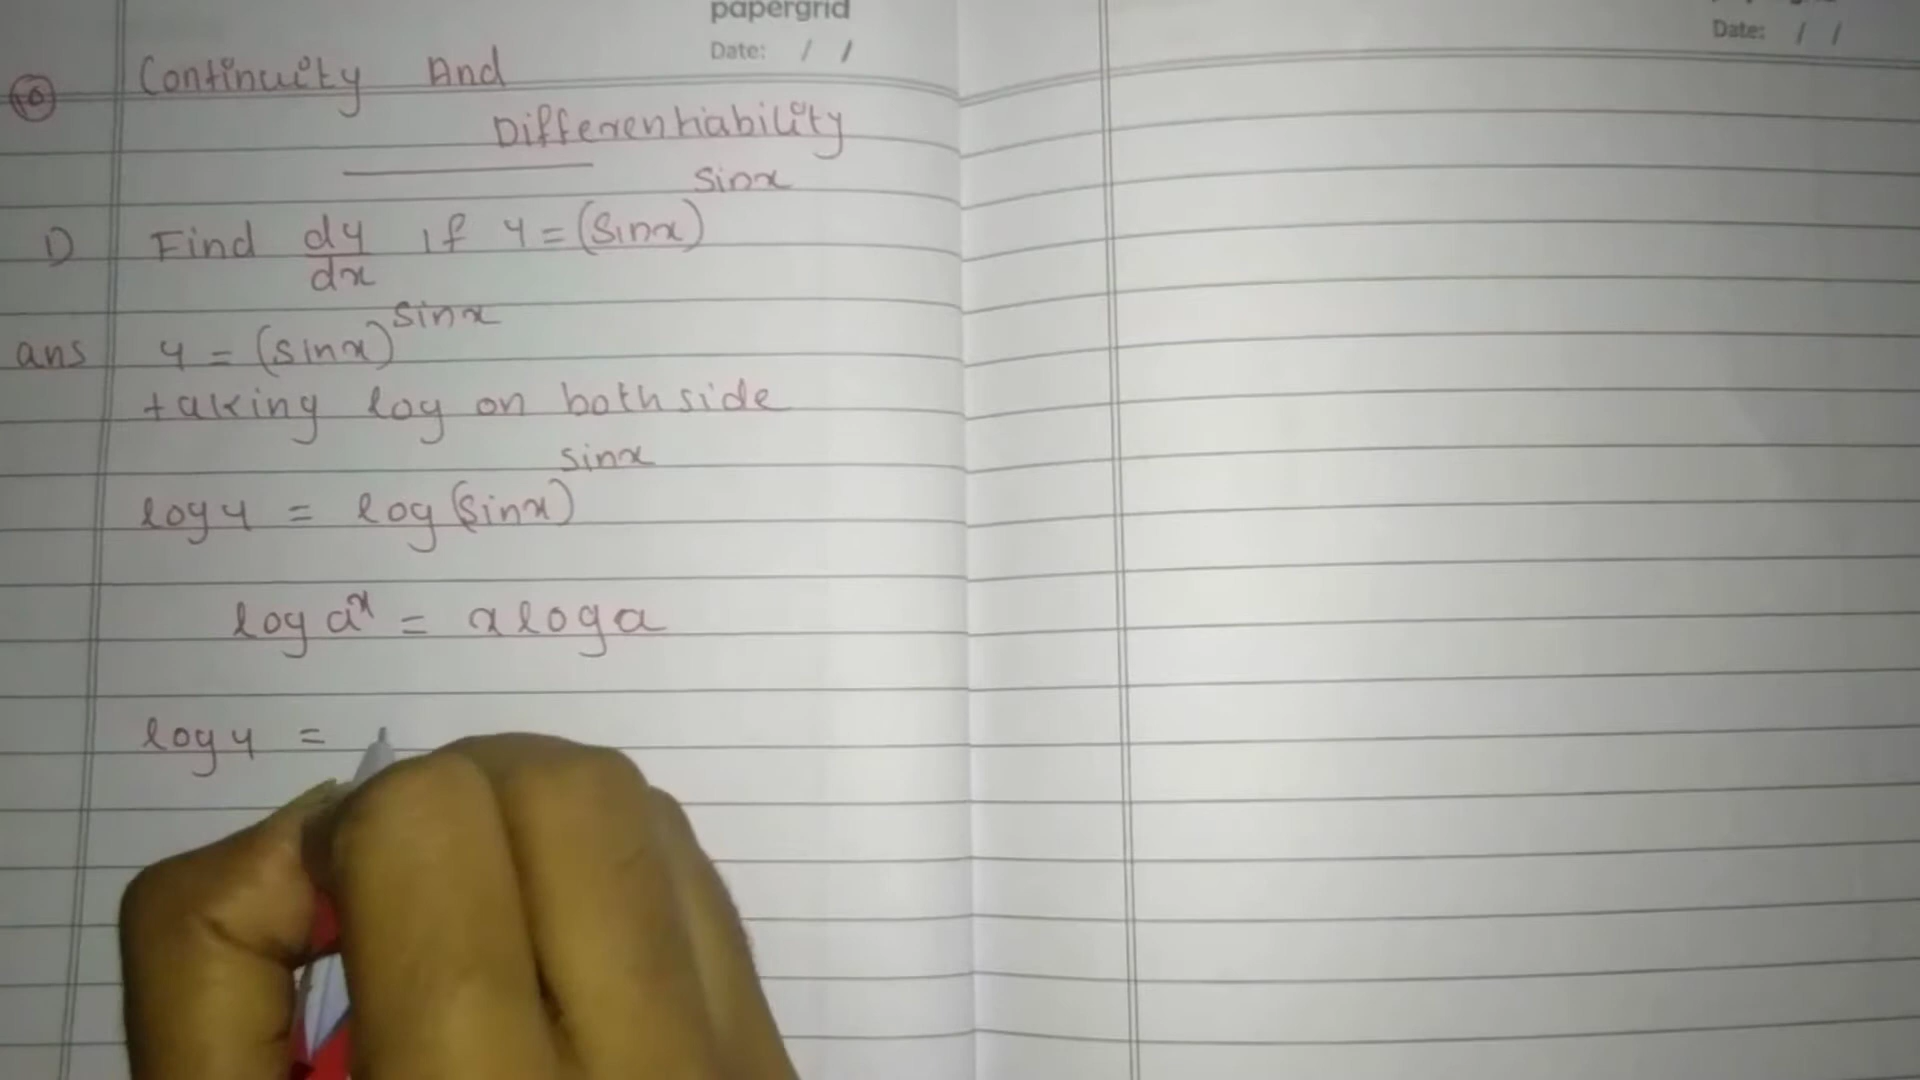 papergrid
Date: / /
Date: / /
Continuity And
Differentiability
1) Find dy/dx if y = (sinx)^sinx
ans y = (sinx)^sinx
taking log on both side
log y = log (sinx)^sinx
log a^x = x log a
log y =